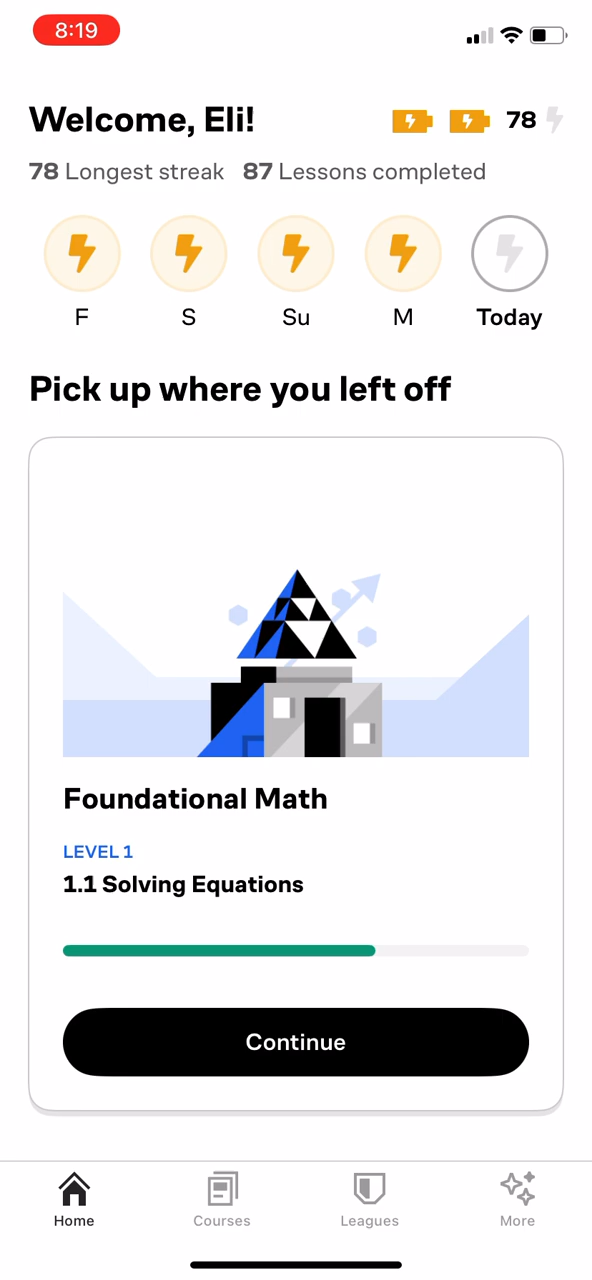 8:19
Welcome, Eli!
78
78 Longest streak 87 Lessons completed
F S Su M Today
Pick up where you left off
Foundational Math
LEVEL 1
1.1 Solving Equations
Continue
Home Courses Leagues More